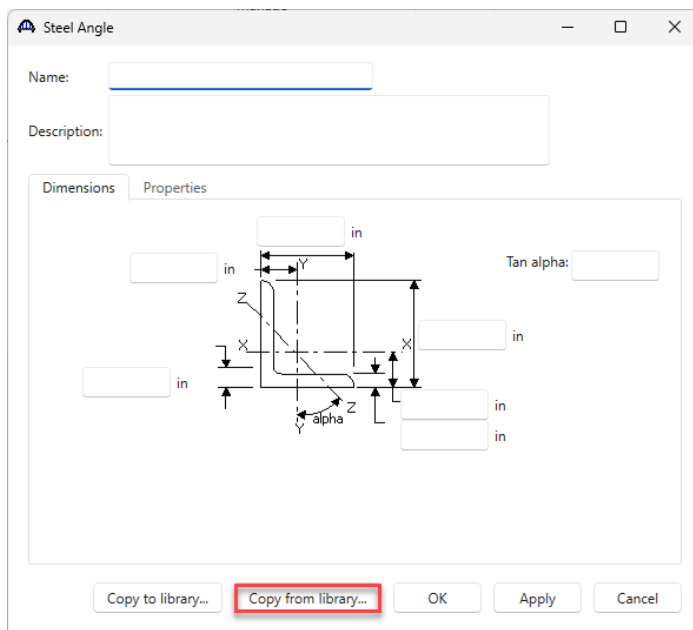 Steel Angle
Name:
Description:
Dimensions Properties
in
in Y Tan alpha:
Z
X X in
in
Z in
alpha
Y in
Copy to library... Copy from library... OK Apply Cancel